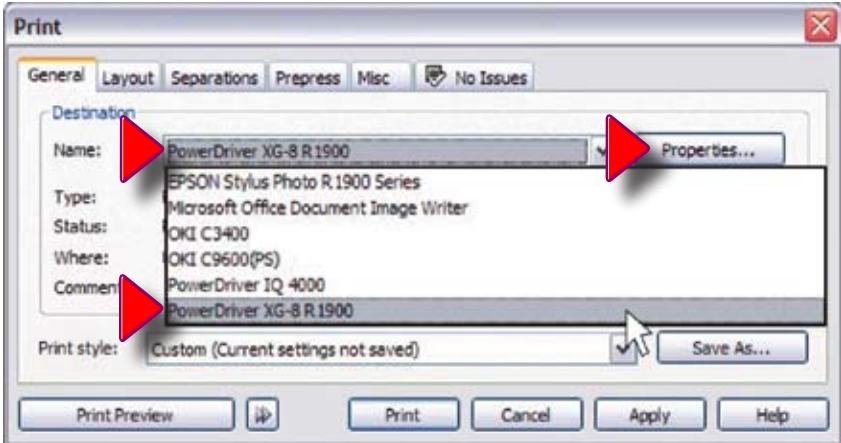 Print
General Layout Separations Prepress Misc No Issues
Destination
Name: PowerDriver XG-8 R1900 Properties...
EPSON Stylus Photo R1900 Series
Type:
Microsoft Office Document Image Writer
Status:
OKI C3400
Where: OKI C9600(PS)
Commen PowerDriver IQ 4000
PowerDriver XG-8 R1900
Print style: Custom (Current settings not saved) Save As...
Print Preview Print Cancel Apply Help